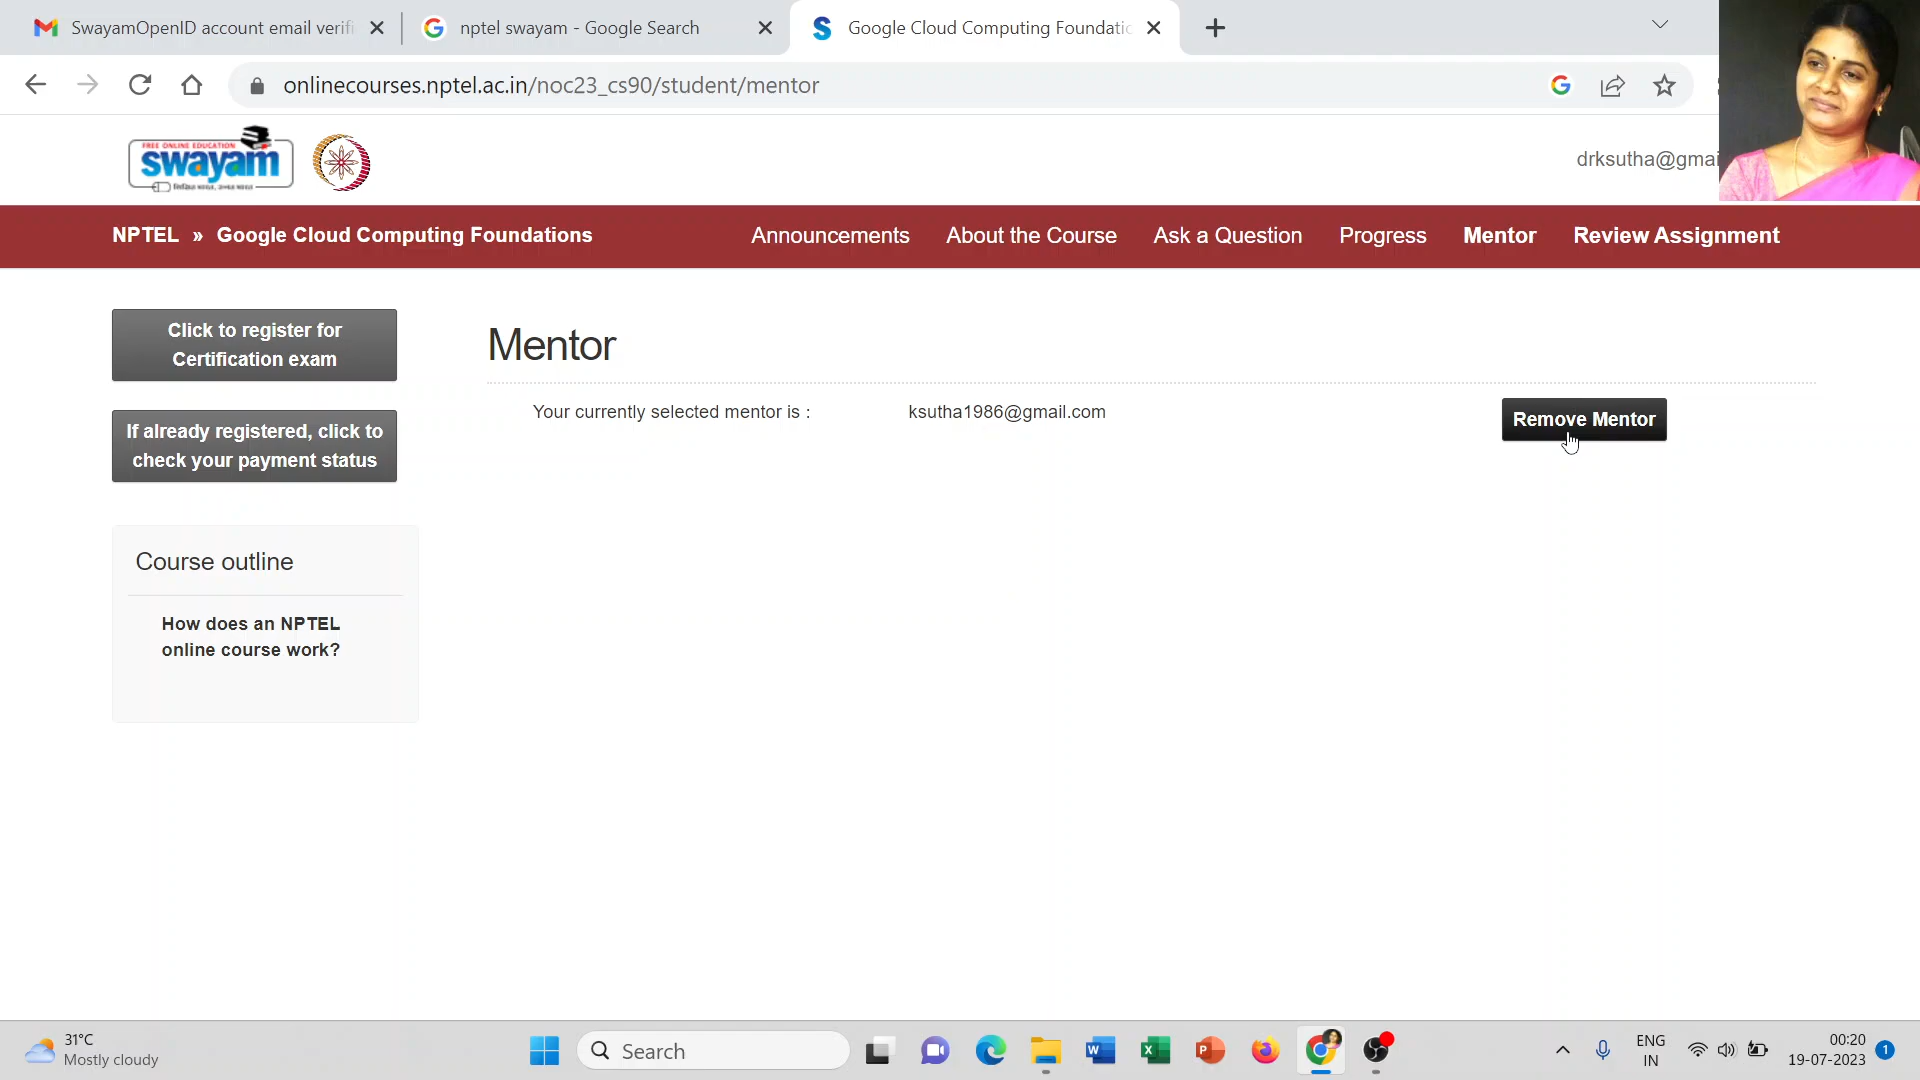 SwayamOpenID account email verifi
nptel swayam - Google Search
Google Cloud Computing Foundatic
onlinecourses.nptel.ac.in/noc23_cs90/student/mentor
FREE ONLINE EDUCATION
swayam
drksutha@gmai
NPTEL » Google Cloud Computing Foundations
Announcements About the Course Ask a Question Progress Mentor Review Assignment
Click to register for
Certification exam
If already registered, click to
check your payment status
Course outline
How does an NPTEL
online course work?
Mentor
Your currently selected mentor is : ksutha1986@gmail.com
Remove Mentor
31°C
Mostly cloudy
Search
ENG
IN
00:20
19-07-2023
1